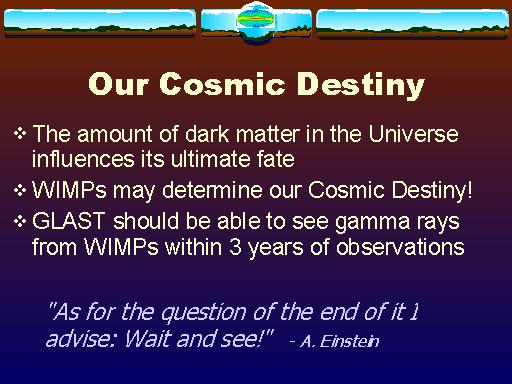 Our Cosmic Destiny
❖ The amount of dark matter in the Universe
influences its ultimate fate
❖ WIMPs may determine our Cosmic Destiny!
❖ GLAST should be able to see gamma rays
from WIMPs within 3 years of observations
"As for the question of the end of it I
advise: Wait and see!" - A. Einstein